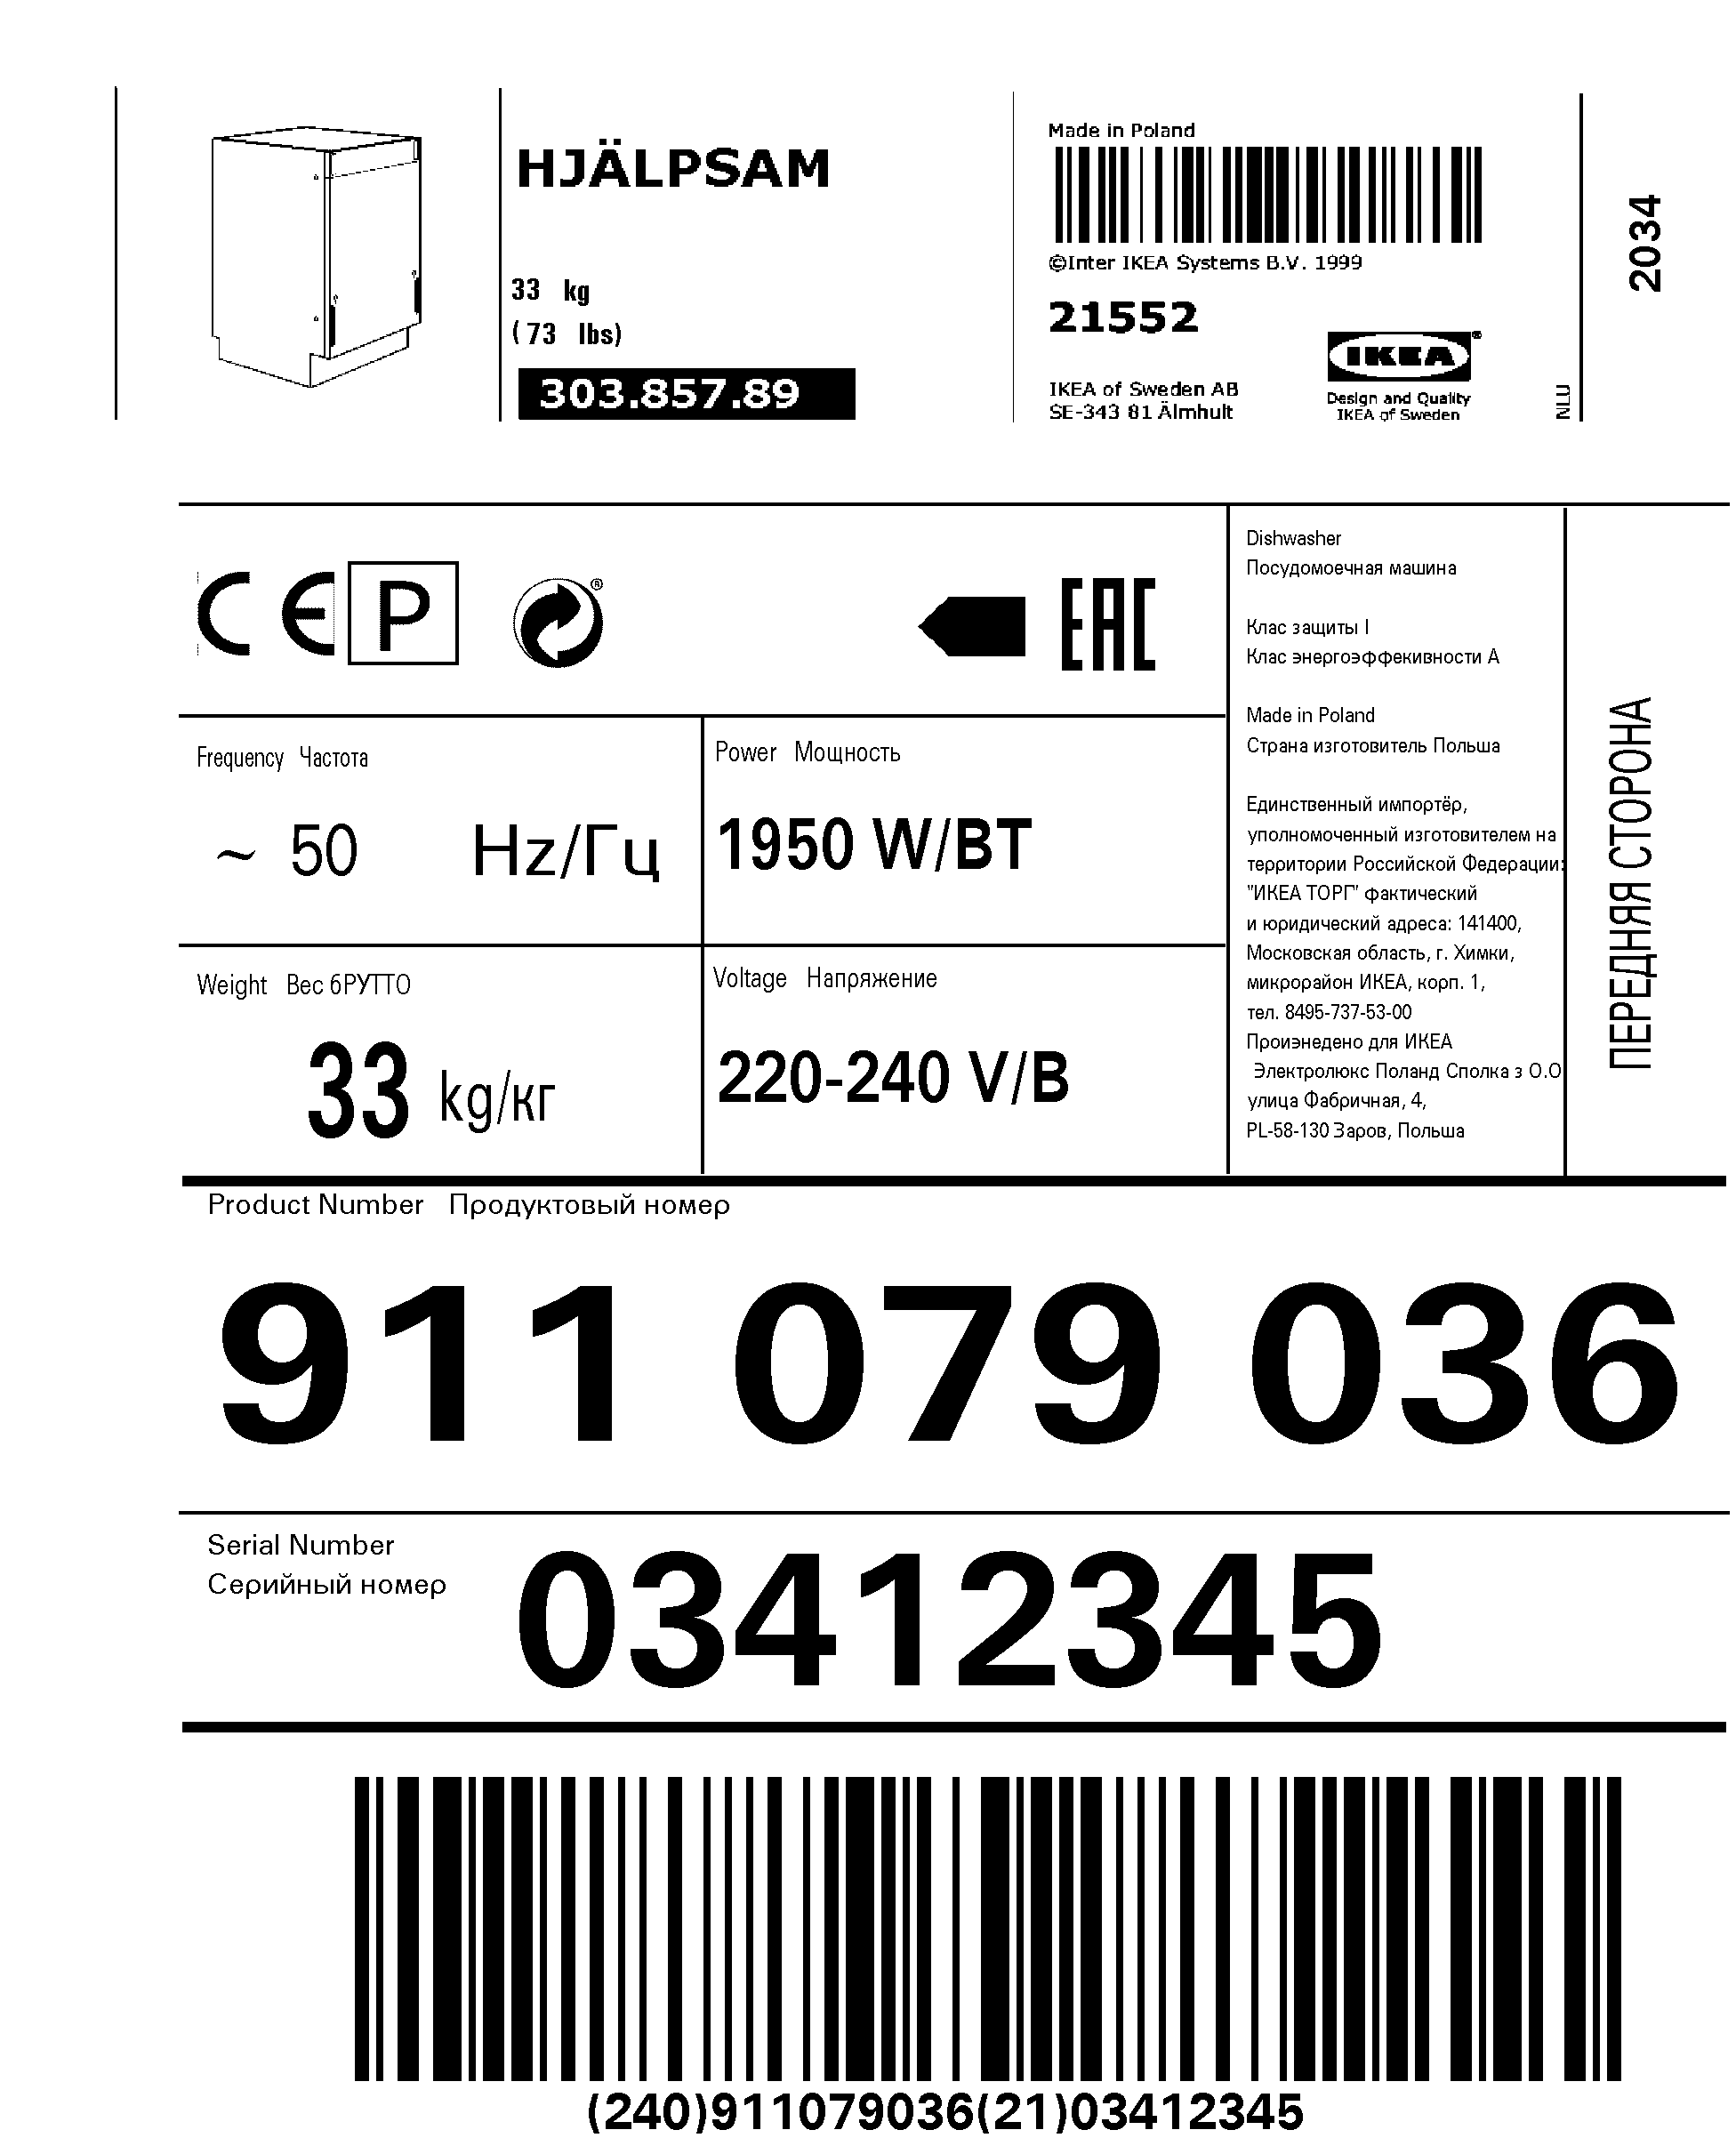 HJÄLPSAM
33 kg
(73 lbs)
303.857.89
Made in Poland
©Inter IKEA Systems B.V. 1999
21552
IKEA of Sweden AB
SE-343 81 Älmhult
IKEA®
Design and Quality
IKEA of Sweden
NLU
2034
CE P ® EAC
Dishwasher
Посудомоечная машина
Клас защиты I
Клас энергоэффекивности A
Made in Poland
Страна изготовитель Польша
Единственный импортёр,
уполномоченный изготовителем на
территории Российской Федерации:
"ИКЕА ТОРГ" фактический
и юридический адреса: 141400,
Московская область, г. Химки,
микрорайон ИКЕА, корп. 1,
тел. 8495-737-53-00
Проиэнедено для ИКЕА
Электролюкс Поланд Сполка з О.О
улица Фабричная, 4,
PL-58-130 Заров, Польша
ПЕРЕДНЯЯ СТОРОНА
Frequency Частота
~ 50 Hz/Гц
Power Мощность
1950 W/ВТ
Weight Вес бРУТТО
33 kg/кг
Voltage Напряжение
220-240 V/В
Product Number Продуктовый номер
911 079 036
Serial Number
Серийный номер
03412345
(240)911079036(21)03412345